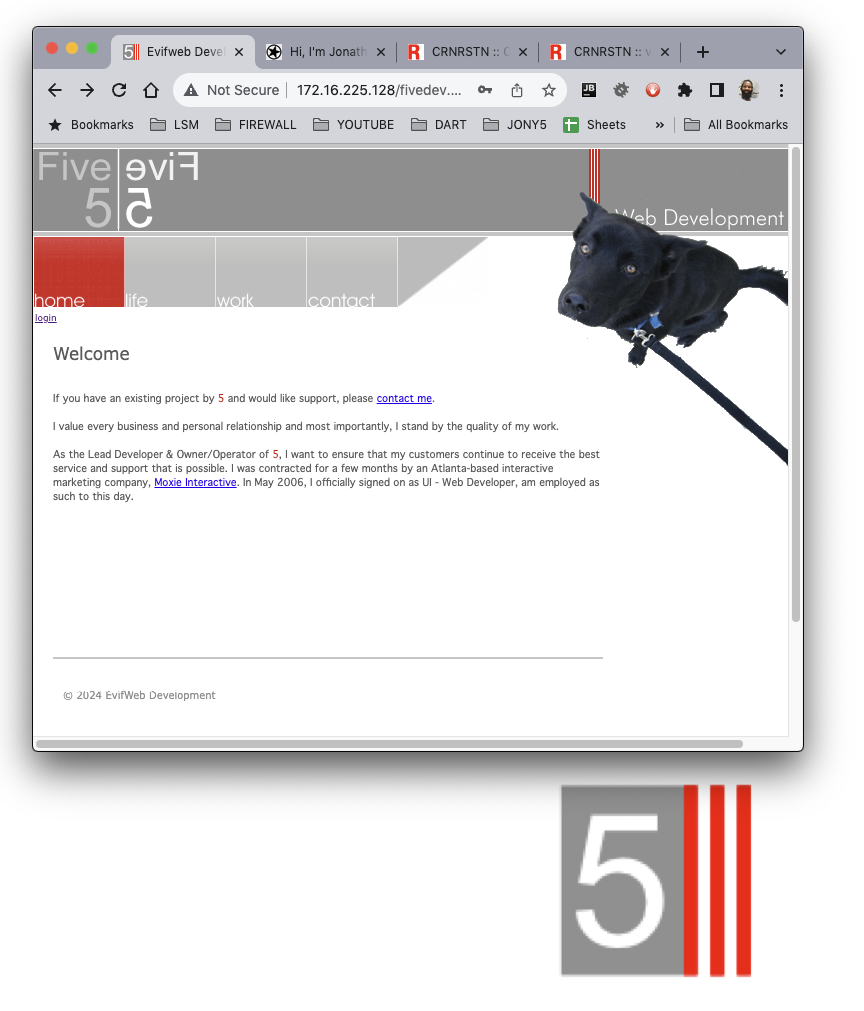 Evifweb Devel
Hi, I'm Jonath
CRNRSTN ::
CRNRSTN ::
Not Secure
172.16.225.128/fivedev....
JB
Bookmarks
LSM
FIREWALL
YOUTUBE
DART
JONY5
Sheets
»
All Bookmarks
Five Five
5 5
Web Development
home
life
work
contact
login
Welcome
If you have an existing project by 5 and would like support, please contact me.
I value every business and personal relationship and most importantly, I stand by the quality of my work.
As the Lead Developer & Owner/Operator of 5, I want to ensure that my customers continue to receive the best
service and support that is possible. I was contracted for a few months by an Atlanta-based interactive
marketing company, Moxie Interactive. In May 2006, I officially signed on as UI - Web Developer, am employed as
such to this day.
© 2024 EvifWeb Development
5